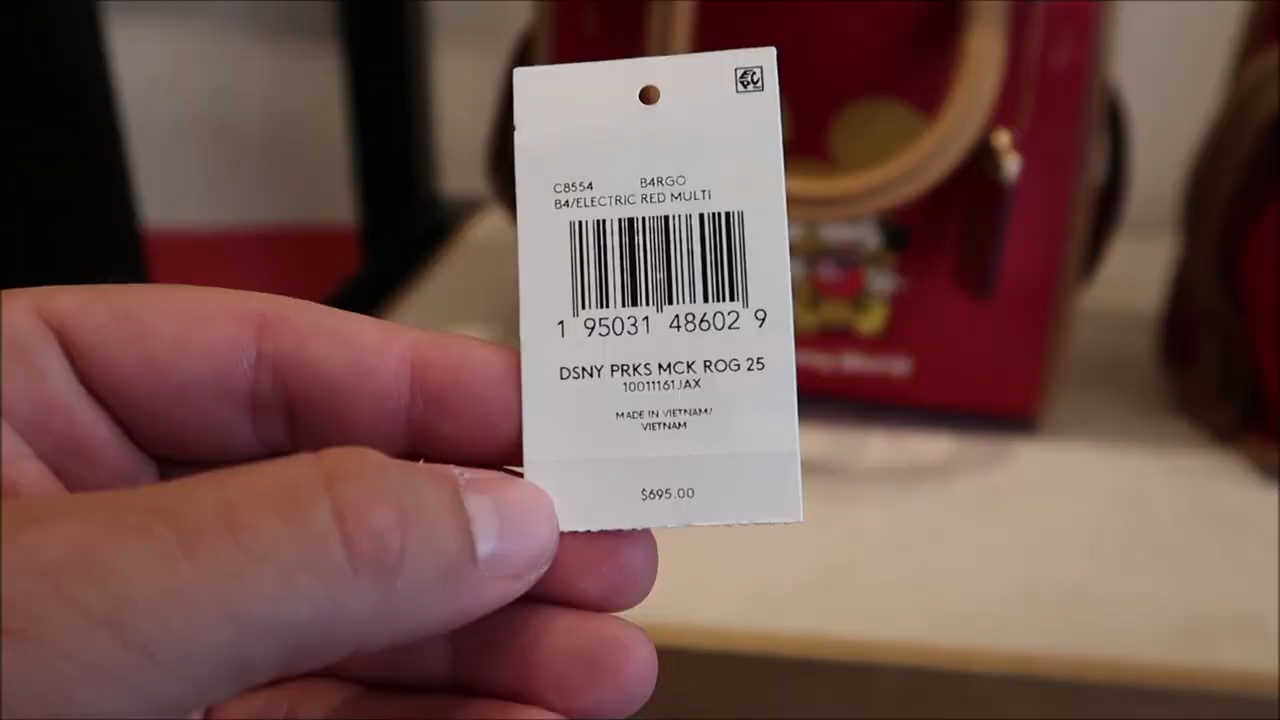 C8554 B4RGO
B4/ELECTRIC RED MULTI
1 95031 48602 9
DSNY PRKS MCK ROG 25
10011161JAX
MADE IN VIETNAM/
VIETNAM
$695.00